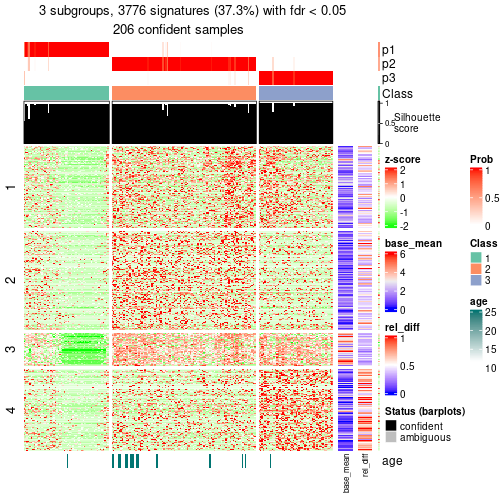 3 subgroups, 3776 signatures (37.3%) with fdr < 0.05
206 confident samples
p1
p2
p3
Class
1
0.5
0
Silhouette
score
1
2
3
4
z-score
2
1
0
-1
-2
base_mean
6
4
2
0
rel_diff
1
0.5
0
Status (barplots)
confident
ambiguous
Prob
1
0.5
0
Class
1
2
3
age
25
20
15
10
base_mean
rel_diff
age